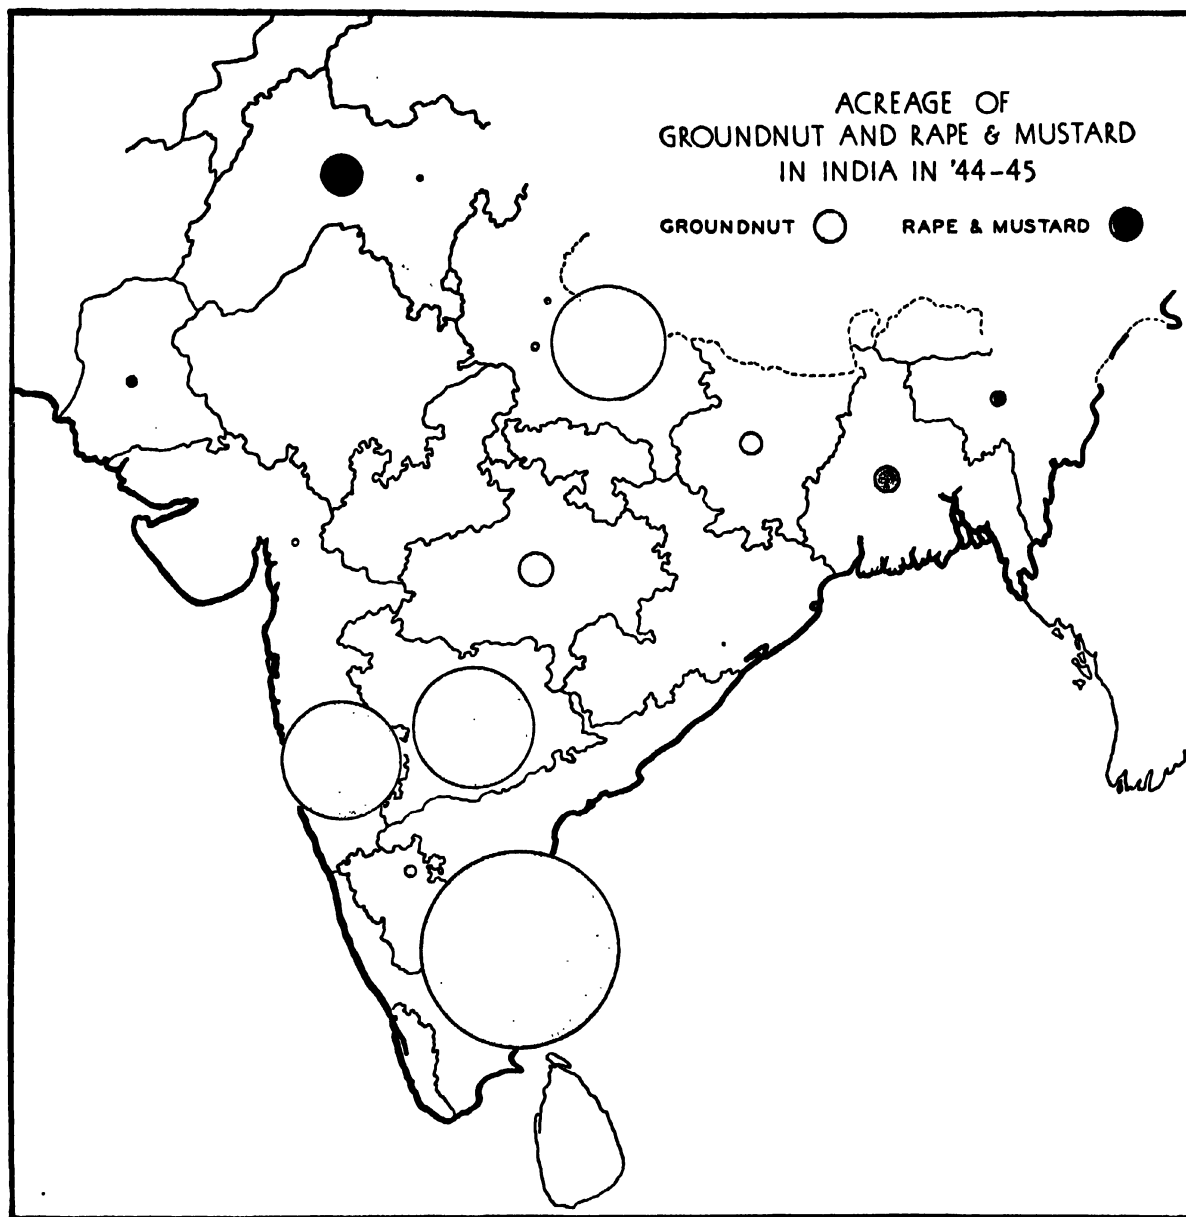 ACREAGE OF
GROUNDNUT AND RAPE & MUSTARD
IN INDIA IN '44-45
GROUNDNUT RAPE & MUSTARD